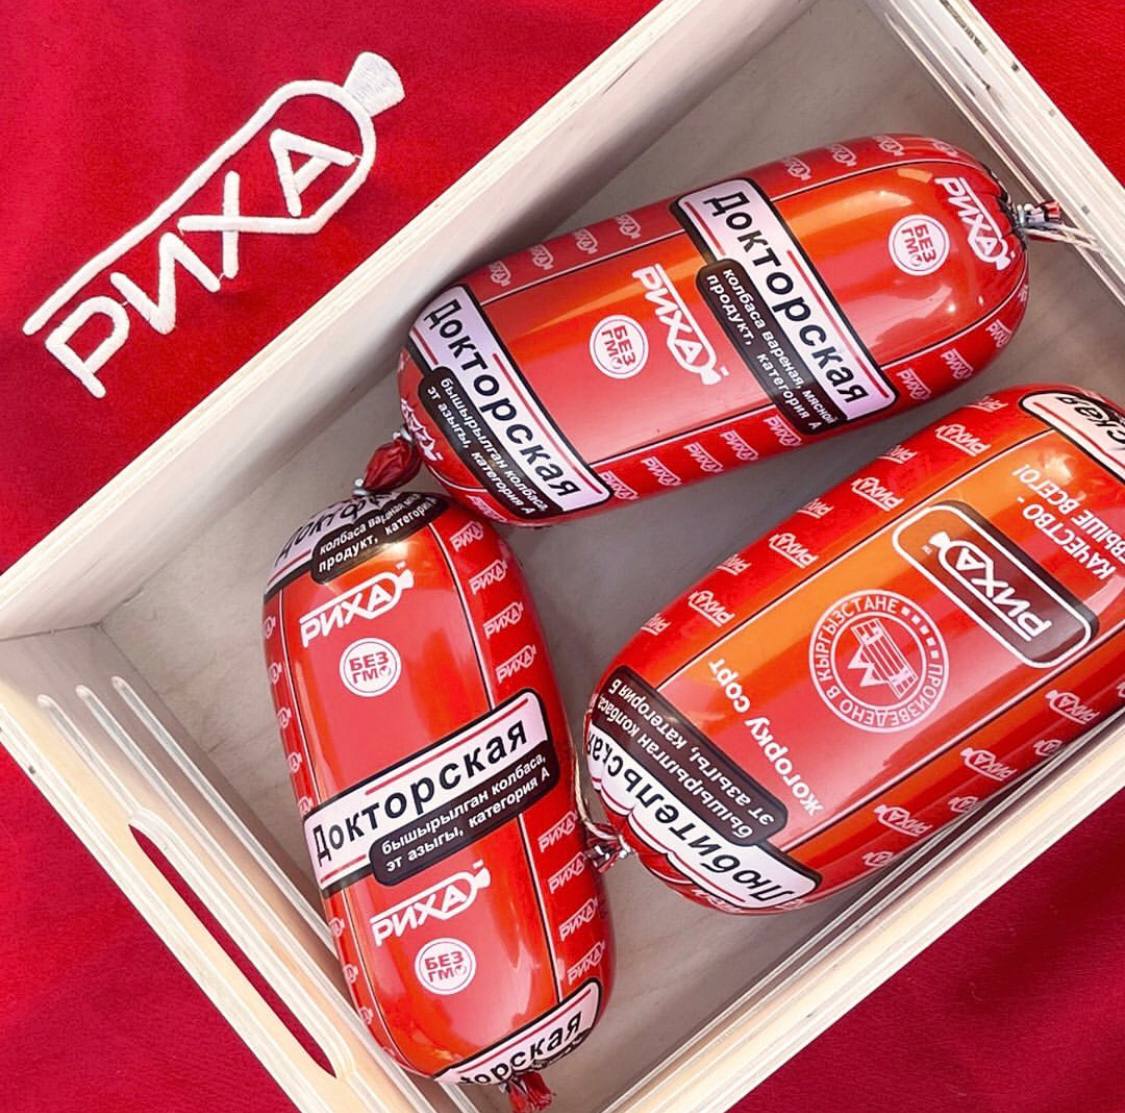 РИХА
Докторская
колбаса вареная, мясной
продукт, категория А
РИХА
БЕЗ
ГМО
РИХА
БЕЗ
ГМО
Докторская
бышырылган колбаса,
эт азыгы, категория А
колбаса вареная
продукт, категория
РИХА
БЕЗ
ГМО
Докторская
бышырылган колбаса,
эт азыгы, категория А
РИХА
БЕЗ
ГМО
КАЧЕСТВО -
ВЫШЕ ВСЕГО!
РИХА
ПРОИЗВЕДЕНО В КЫРГЫЗСТАНЕ
жогорку сорт
Любительская
бышырылган колбаса,
эт азыгы, категория Б